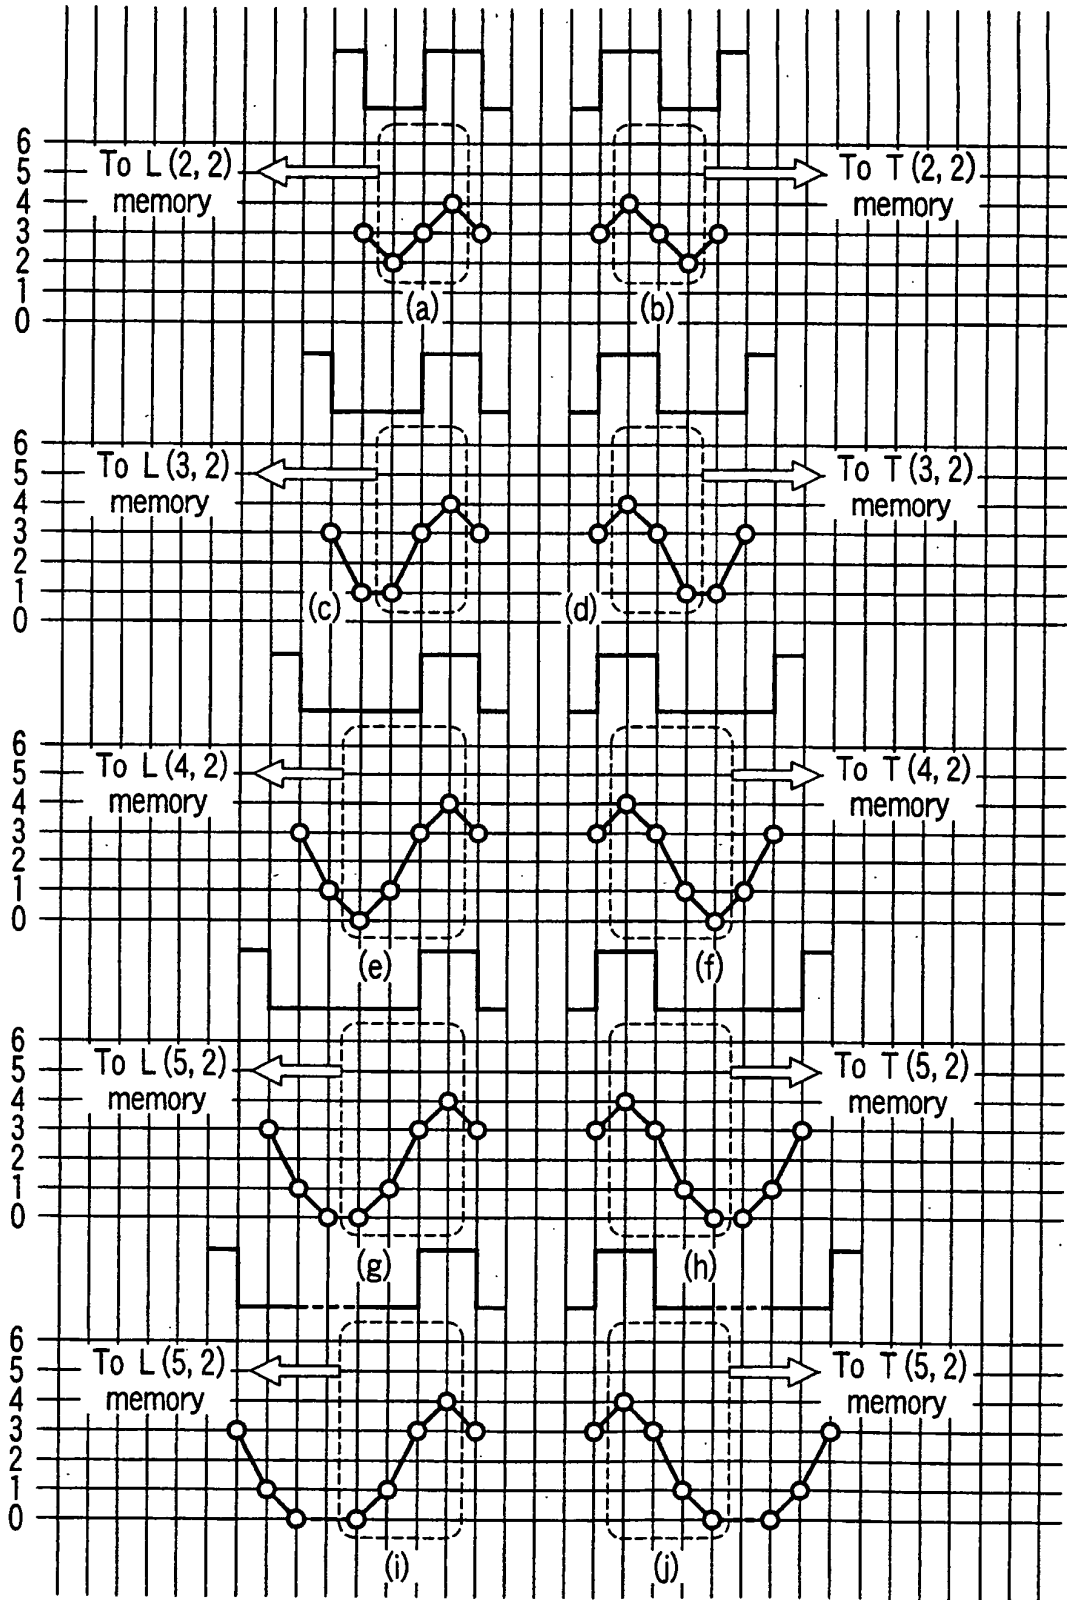 6
5
4
3
2
1
0
To L (2, 2)
memory
To T (2, 2)
memory
(a)
(b)
6
5
4
3
2
1
0
To L (3, 2)
memory
To T (3, 2)
memory
(c)
(d)
6
5
4
3
2
1
0
To L (4, 2)
memory
To T (4, 2)
memory
(e)
(f)
6
5
4
3
2
1
0
To L (5, 2)
memory
To T (5, 2)
memory
(g)
(h)
6
5
4
3
2
1
0
To L (5, 2)
memory
To T (5, 2)
memory
(i)
(j)